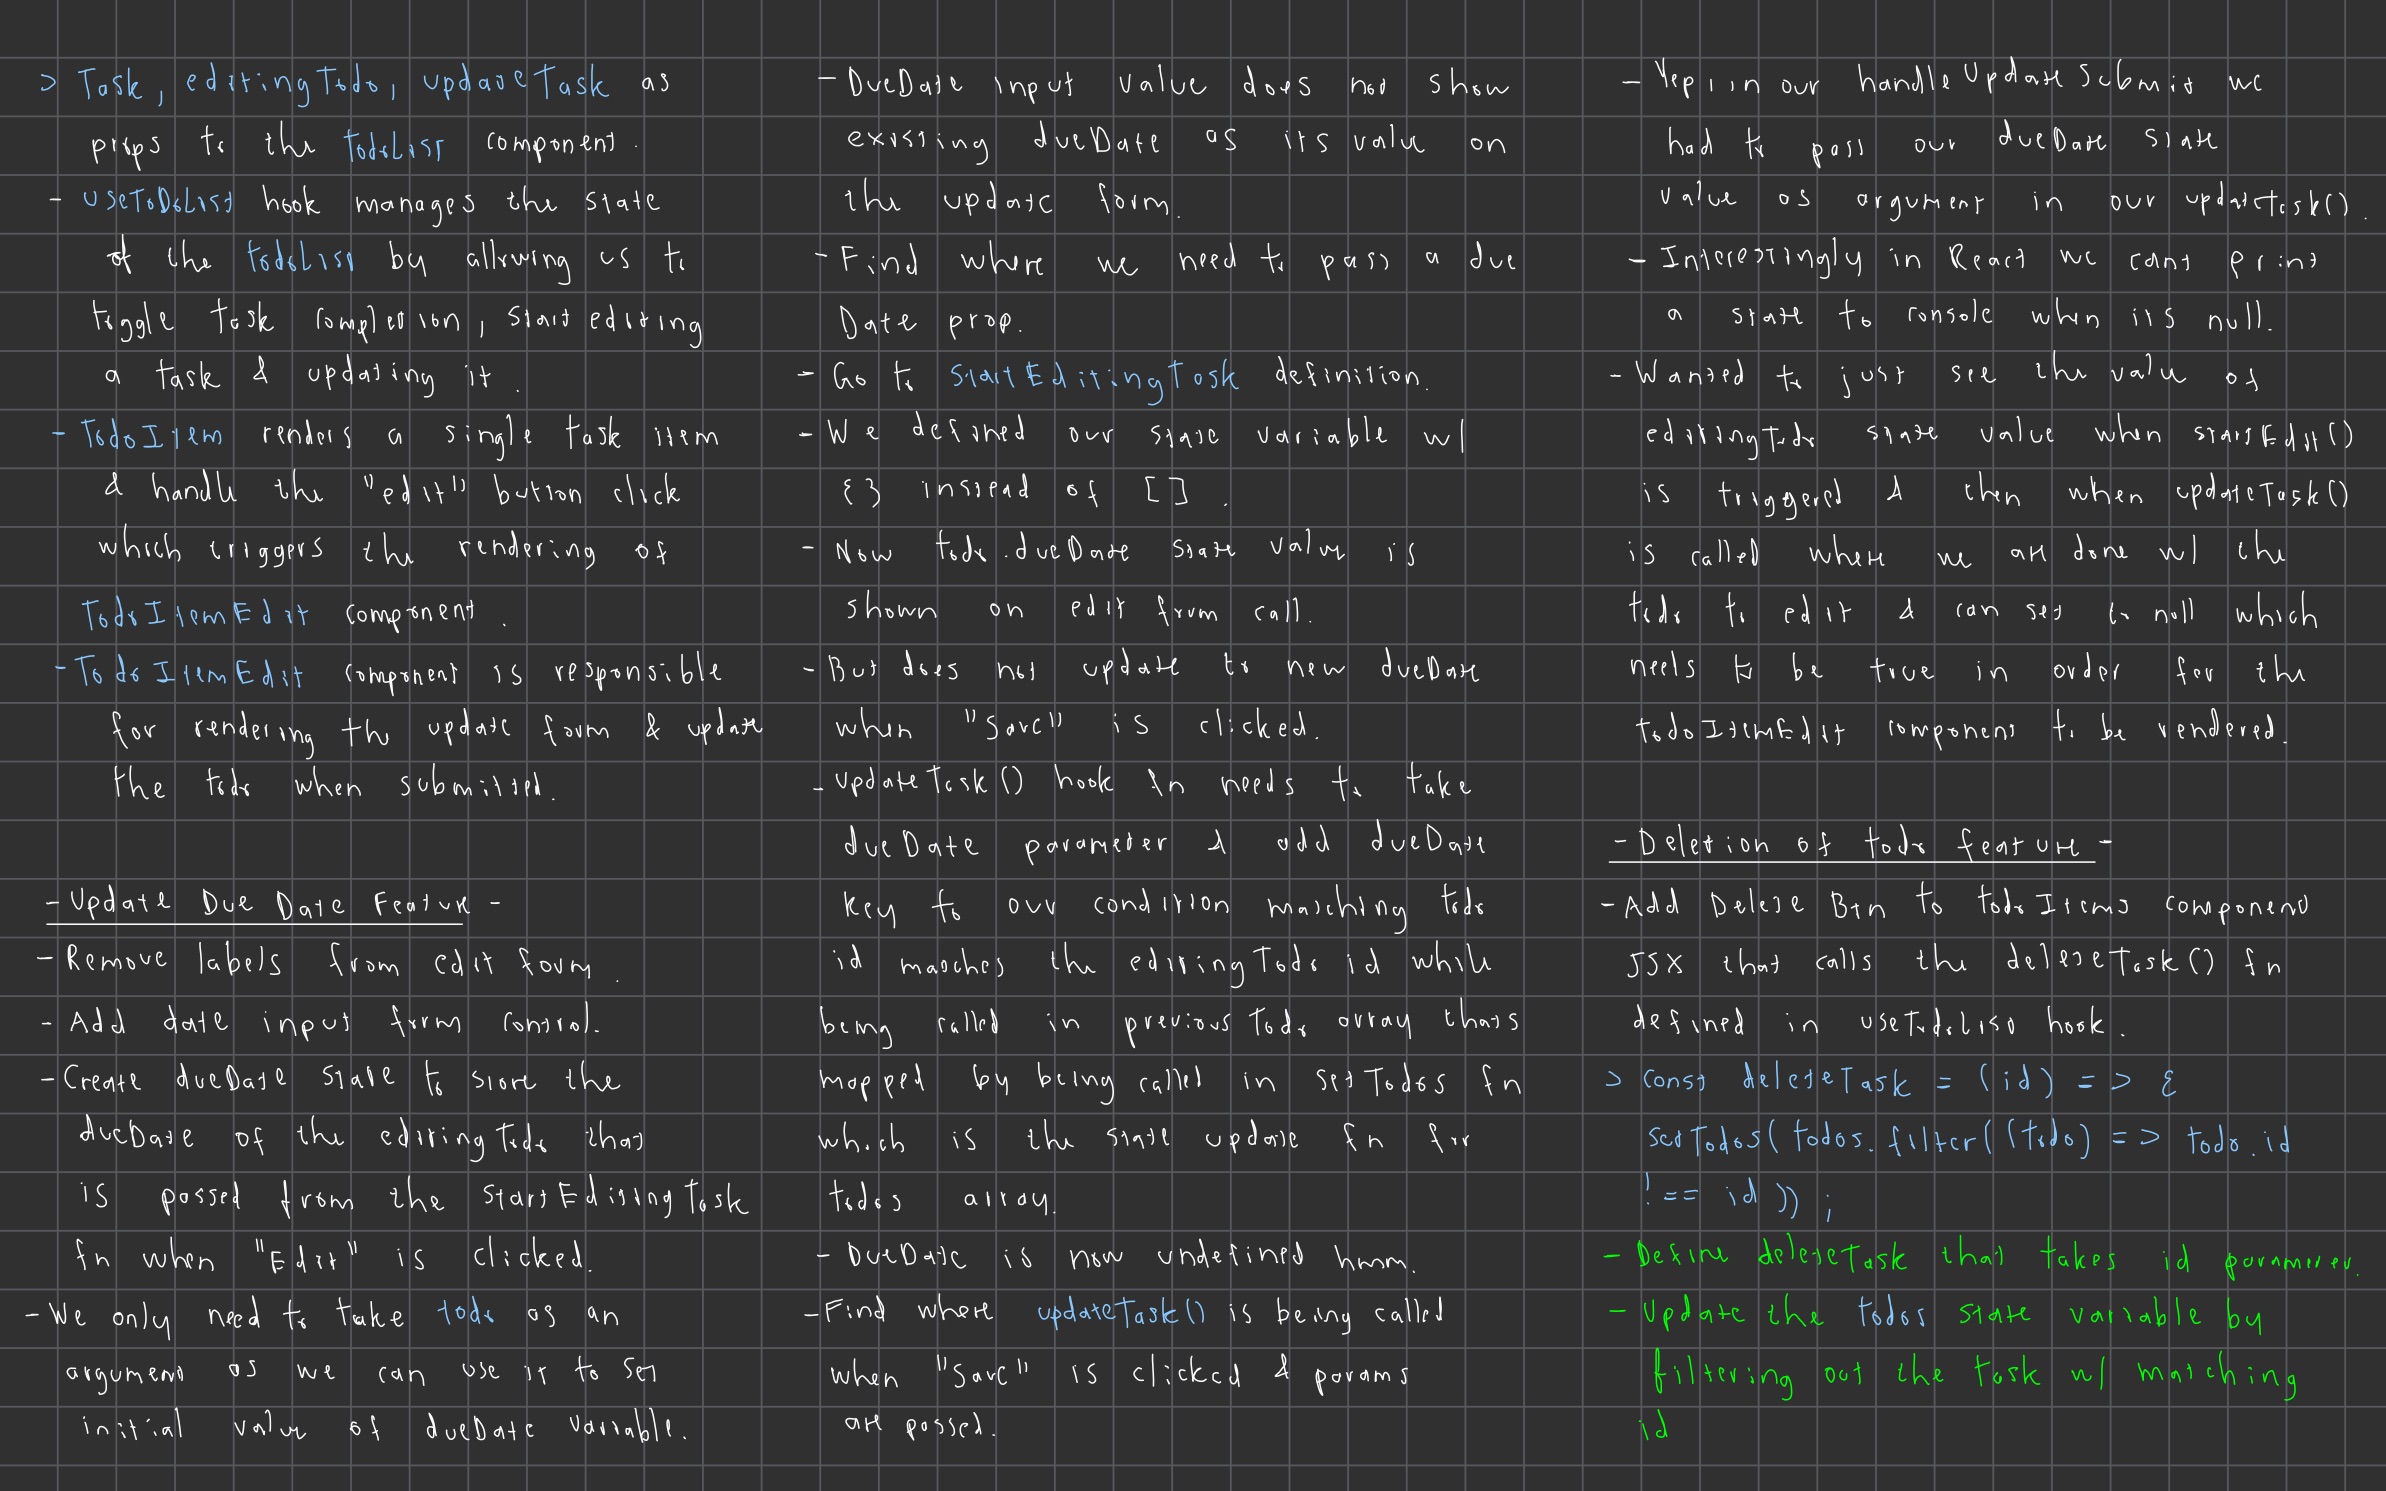 > Task, editingTodo, updateTask as
props to the todoList component.
- useToDoList hook manages the state
of the todoList by allowing us to
toggle task completion, start editing
a task & updating it.
- TodoItem renders a single task item
& handle the "edit" button click
which triggers the rendering of
TodoItemEdit component.
- TodoItemEdit component is responsible
for rendering the update form & update
the todo when submitted.
- Update Due Date Feature -
- Remove labels from edit form.
- Add date input form control.
- Create dueDate state to store the
dueDate of the editingTodo that
is passed from the startEditingTask
fn when "Edit" is clicked.
- We only need to take todo as an
argument as we can use it to set
initial value of dueDate variable.
- DueDate input value does not show
existing dueDate as its value on
the update form.
- Find where we need to pass a due
Date prop.
- Go to startEditingTask definition.
- We defined our state variable w/
{ } instead of [ ].
- Now todo.dueDate state value is
shown on edit from call.
- But does not update to new dueDate
when "Save" is clicked.
- updateTask() hook fn needs to take
dueDate parameter & add dueDate
key to our condition matching todo
id matches the editingTodo id while
being called in previous Todo array thats
mapped by being called in setTodos fn
which is the state update fn for
todos array.
- DueDate is now undefined hmm.
- Find where updateTask() is being called
when "Save" is clicked & params
are passed.
- Yep, in our handleUpdateSubmit we
had to pass our dueDate state
value as argument in our updateTask().
- Interestingly in React we cant print
a state to console when its null.
- Wanted to just see the value of
editingTodo state value when startEdit()
is triggered & then when updateTask()
is called where we are done w/ the
todo to edit & can set to null which
needs to be true in order for the
todoItemEdit component to be rendered.
- Deletion of todo feature -
- Add Delete Btn to todoItems component
JSX that calls the deleteTask() fn
defined in useTodoList hook.
> const deleteTask = (id) => {
setTodos(todos.filter((todo) => todo.id
!== id));
- Define deleteTask that takes id parameter.
- Update the todos state variable by
filtering out the task w/ matching
id